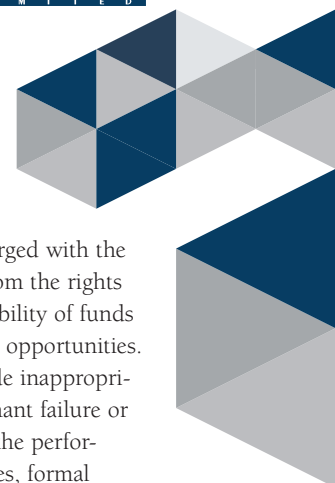 M I T E D
rged with the
om the rights
bility of funds
opportunities.
le inappropri-
nant failure or
he perfor-
es, formal